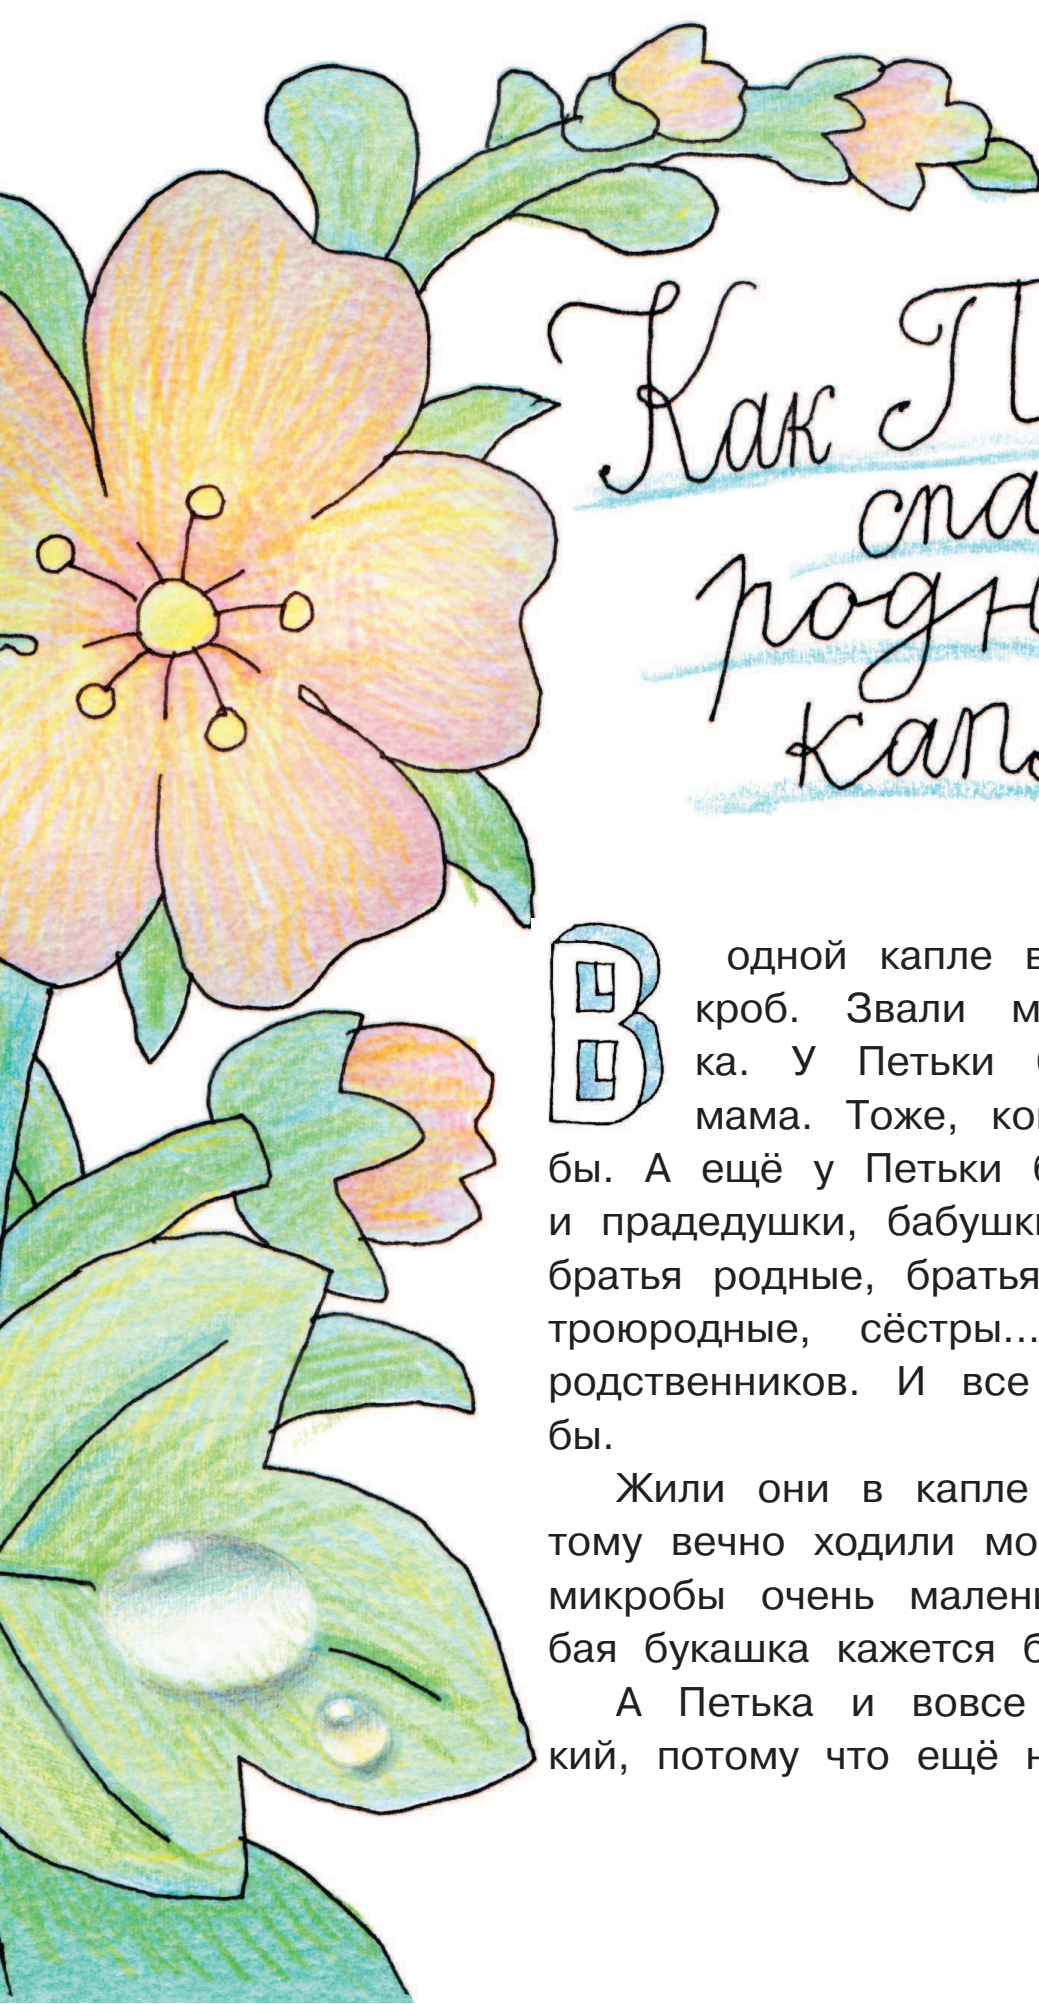 Как П
спа
родн
кап
В одной капле в
кроб. Звали м
ка. У Петьки
мама. Тоже, ко
бы. А ещё у Петьки б
и прадедушки, бабушк
братья родные, братья
троюродные, сёстры...
родственников. И все
бы.
Жили они в капле
тому вечно ходили мо
микробы очень мален
бая букашка кажется б
А Петька и вовсе
кий, потому что ещё н